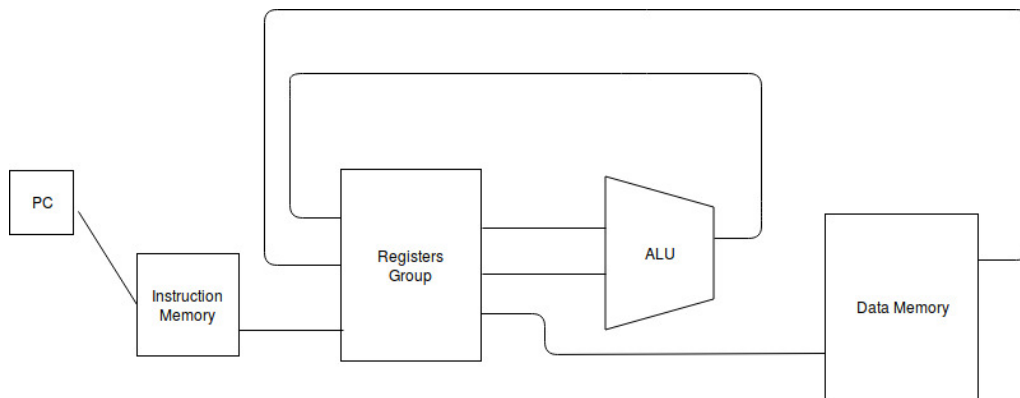 PC
Instruction
Memory
Registers
Group
ALU
Data Memory